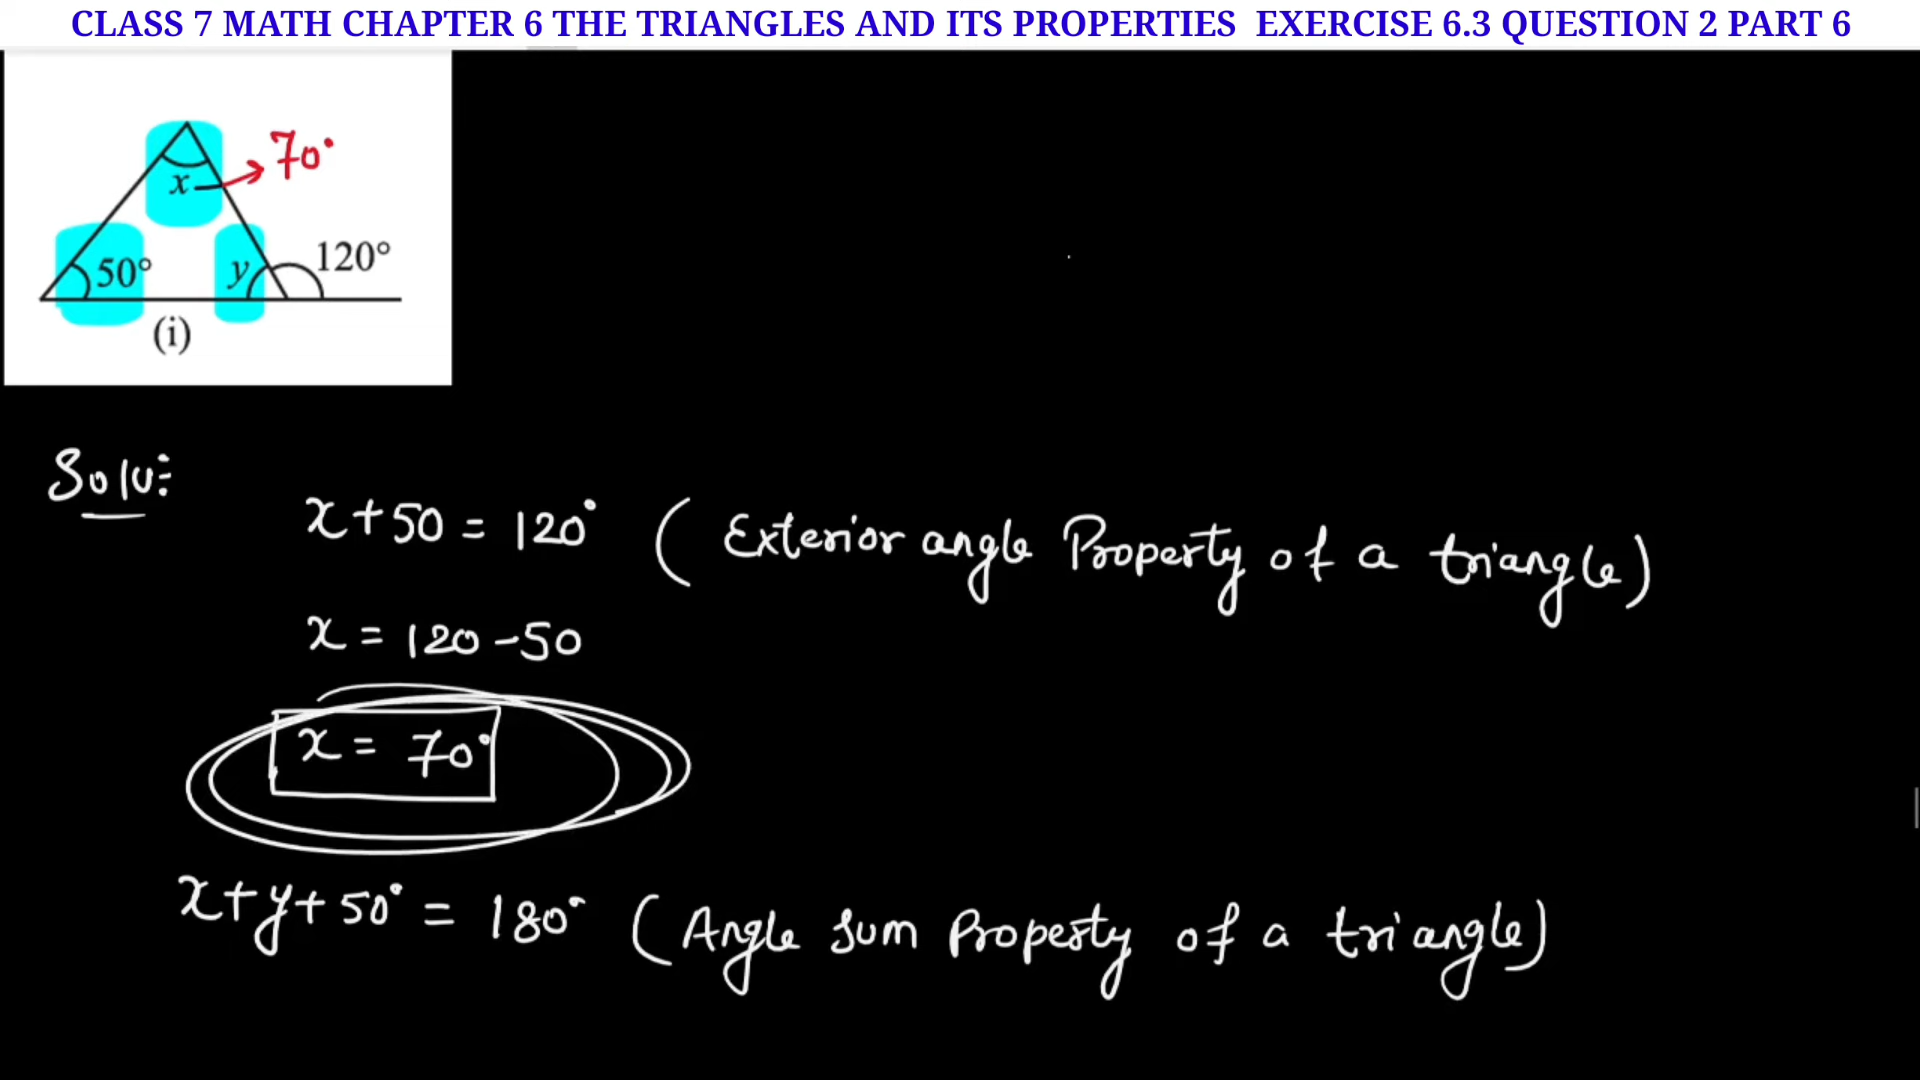 CLASS 7 MATH CHAPTER 6 THE TRIANGLES AND ITS PROPERTIES EXERCISE 6.3 QUESTION 2 PART 6
70°
x
50°
y
120°
(i)
Solu:
x+50 = 120° (Exterior angle Property of a triangle)
x = 120-50
x = 70°
x+y+50° = 180° (Angle sum Property of a triangle)